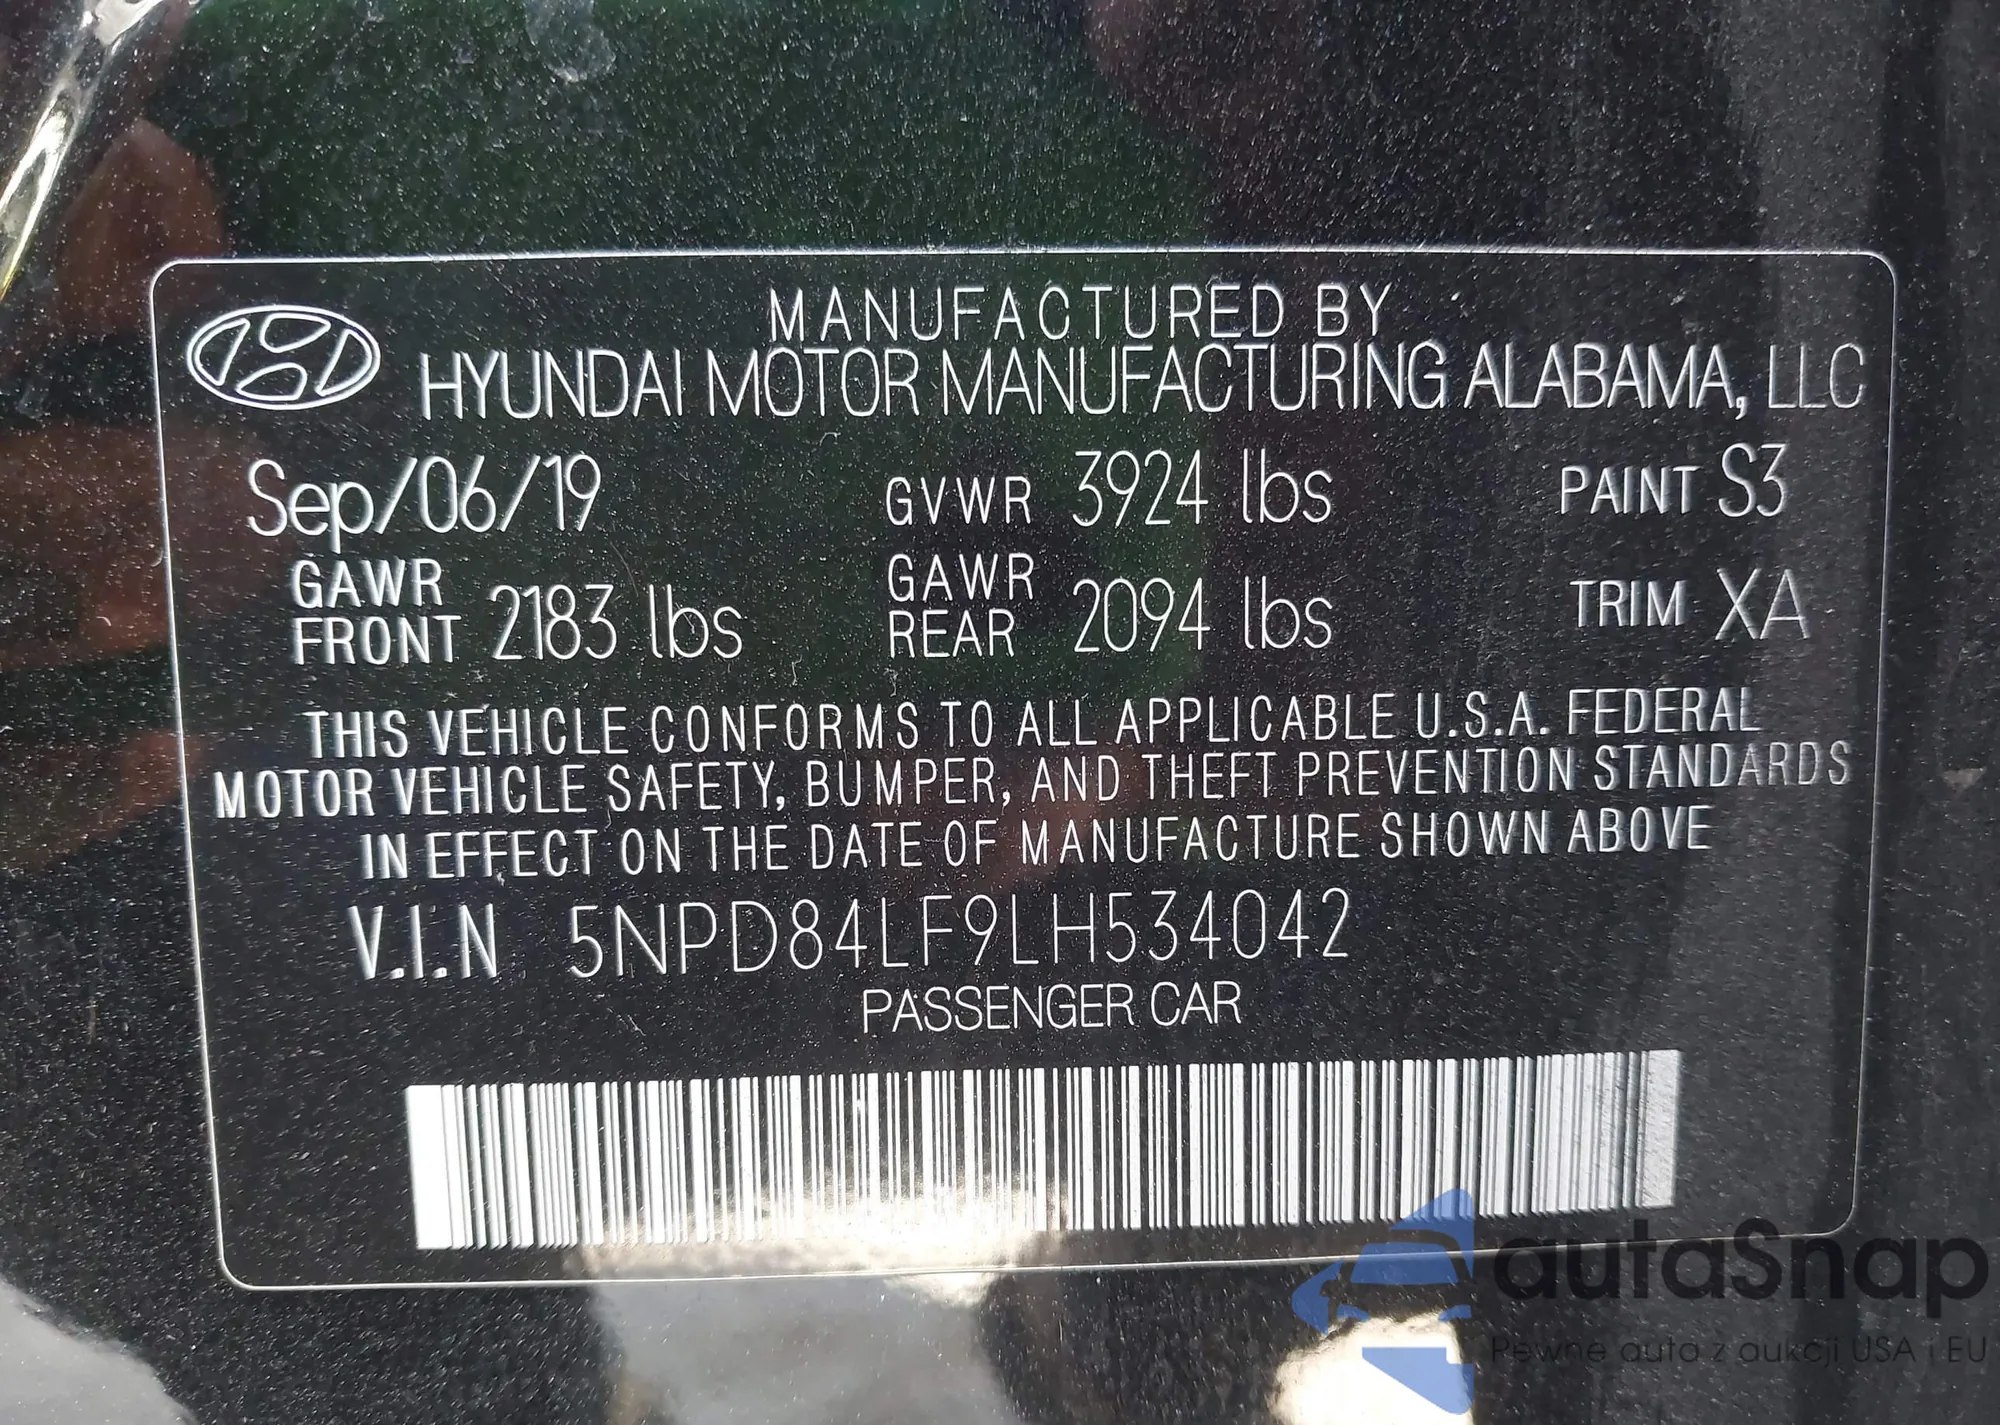 MANUFACTURED BY
HYUNDAI MOTOR MANUFACTURING ALABAMA, LLC
Sep/06/19 GVWR 3924 lbs PAINT S3
GAWR FRONT 2183 lbs GAWR REAR 2094 lbs TRIM XA
THIS VEHICLE CONFORMS TO ALL APPLICABLE U.S.A. FEDERAL
MOTOR VEHICLE SAFETY, BUMPER, AND THEFT PREVENTION STANDARDS
IN EFFECT ON THE DATE OF MANUFACTURE SHOWN ABOVE
V.I.N 5NPD84LF9LH534042
PASSENGER CAR
autaSnap
Pewne auta z aukcji USA i EU